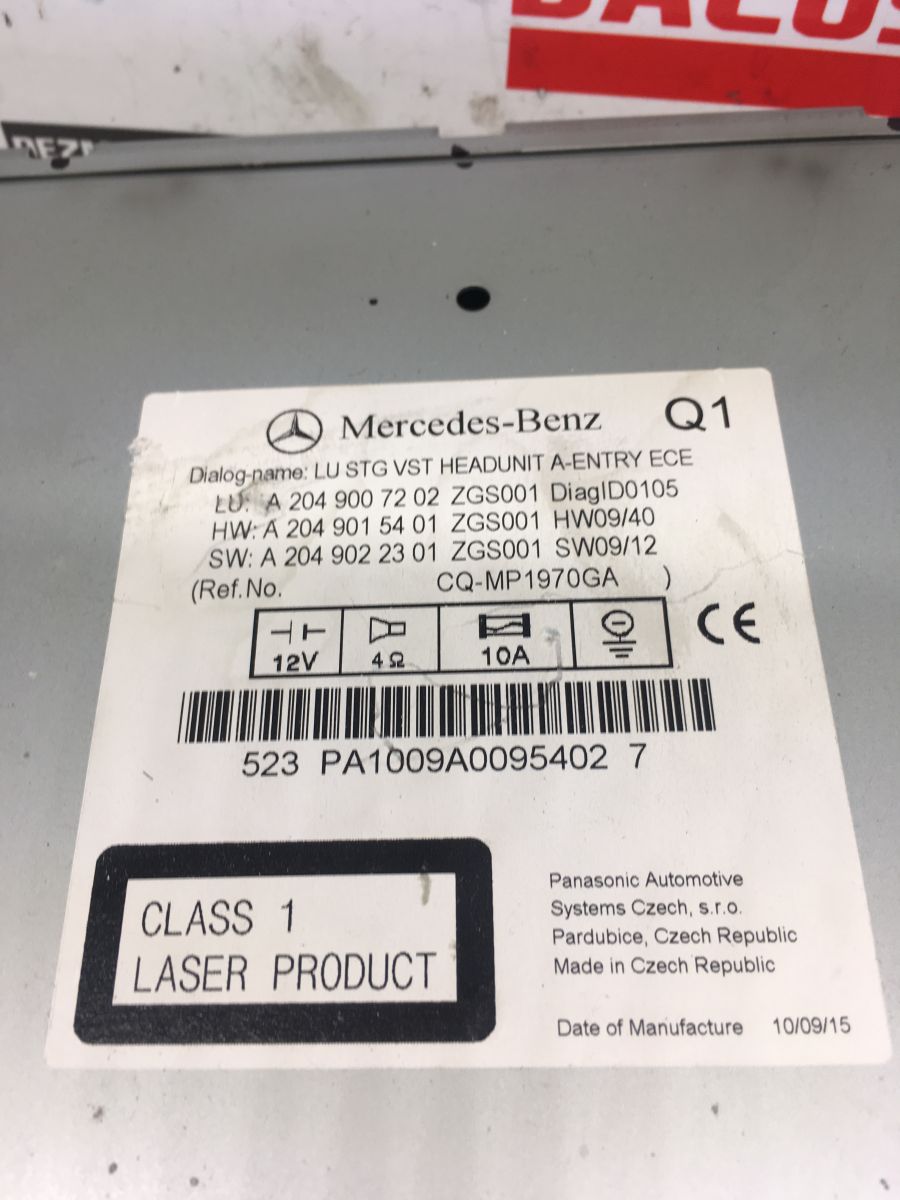 Mercedes-Benz Q1
Dialog-name: LU STG VST HEADUNIT A-ENTRY ECE
LU: A 204 900 72 02 ZGS001 DiagID0105
HW: A 204 901 54 01 ZGS001 HW09/40
SW: A 204 902 23 01 ZGS001 SW09/12
(Ref.No. CQ-MP1970GA )
12V 4Ω 10A CE
523 PA1009A0095402 7
CLASS 1
LASER PRODUCT
Panasonic Automotive
Systems Czech, s.r.o.
Pardubice, Czech Republic
Made in Czech Republic
Date of Manufacture 10/09/15